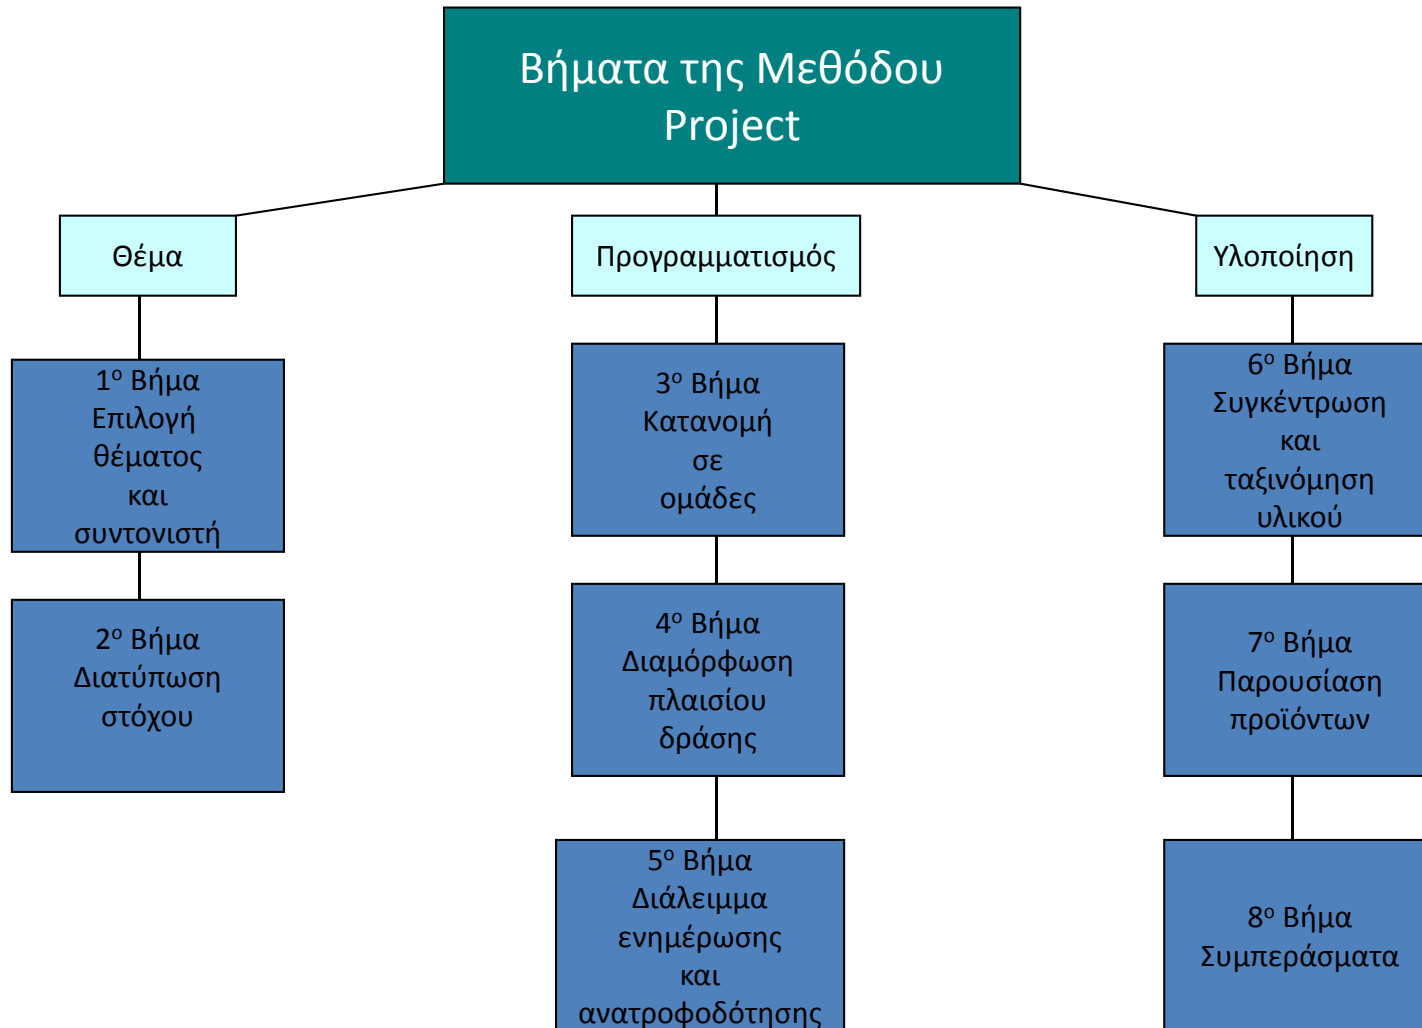 Βήματα της Μεθόδου
Project
Θέμα
Προγραμματισμός
Υλοποίηση
1ο Βήμα
Επιλογή
θέματος
και
συντονιστή
2ο Βήμα
Διατύπωση
στόχου
3ο Βήμα
Κατανομή
σε
ομάδες
4ο Βήμα
Διαμόρφωση
πλαισίου
δράσης
5ο Βήμα
Διάλειμμα
ενημέρωσης
και
ανατροφοδότησης
6ο Βήμα
Συγκέντρωση
και
ταξινόμηση
υλικού
7ο Βήμα
Παρουσίαση
προϊόντων
8ο Βήμα
Συμπεράσματα